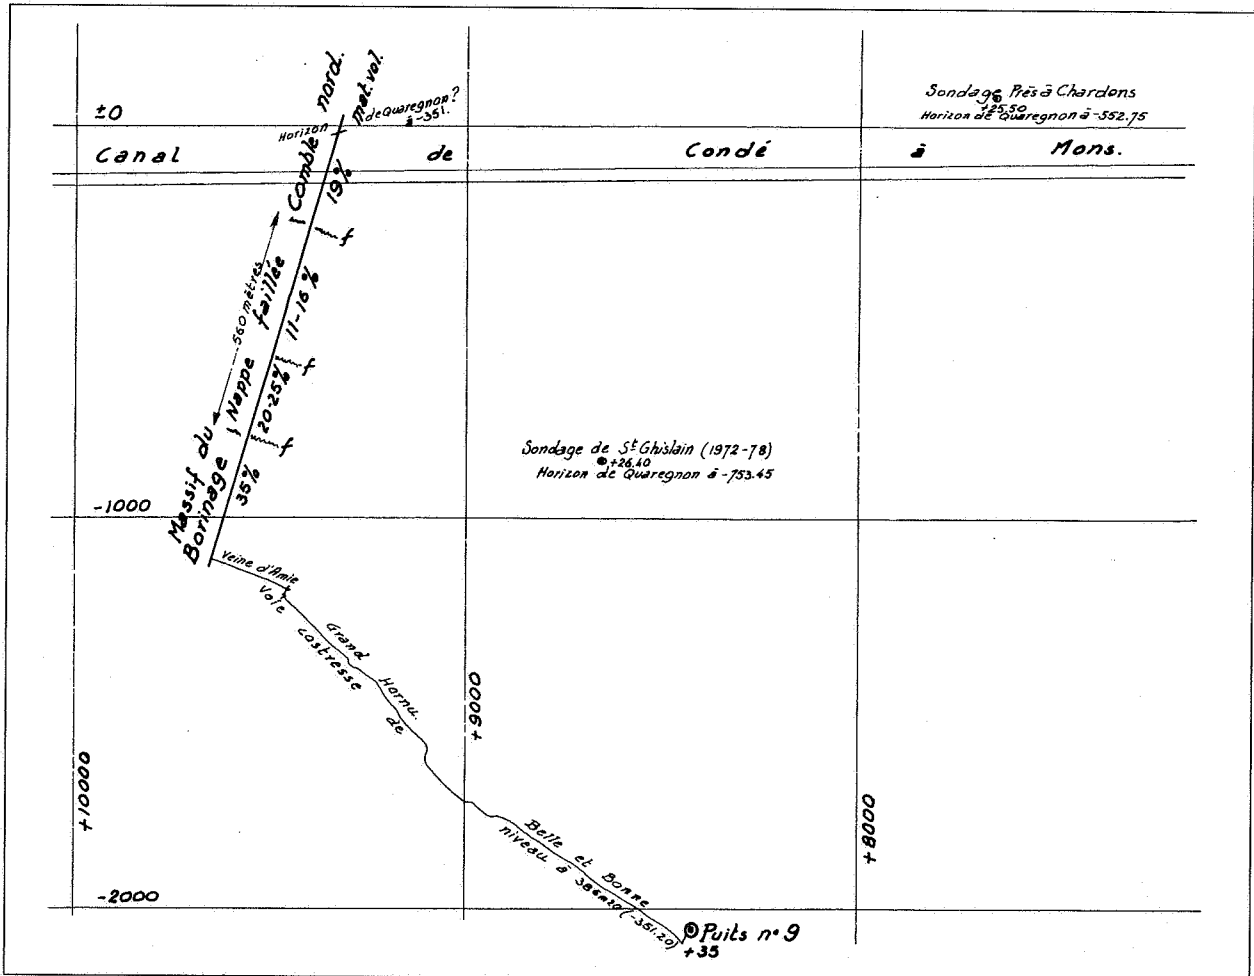 ±0
Horizon de Quaregnon?
à -351.
Comble nord.
mat. vol.
Sondage Près à Chardons
+25.50
Horizon de Quaregnon à -552.75
Canal de Condé à Mons.
19%
f
560 mètres
Nappe faillée
11-16%
f
20-25%
f
Massif du
Borinage
35%
Sondage de St Ghislain (1972-78)
+26.40
Horizon de Quaregnon à -753.45
-1000
Veine d'Amie
Voie costresse de
Grand Hornu.
+10000
+9000
+8000
Belle et Bonne
niveau à 386m20 (-351.20)
-2000
Puits n° 9
+35